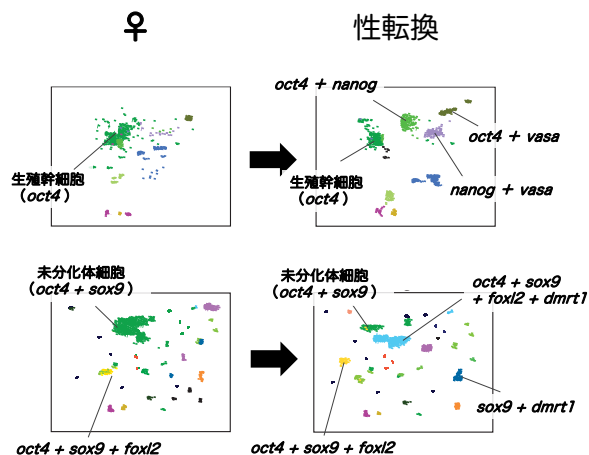 ♀
性転換
oct4 + nanog
oct4 + vasa
nanog + vasa
生殖幹細胞
（oct4）
生殖幹細胞
（oct4）
未分化体細胞
（oct4 + sox9）
oct4 + sox9 + foxl2
未分化体細胞
（oct4 + sox9）
oct4 + sox9
+ foxl2 + dmrt1
sox9 + dmrt1
oct4 + sox9 + foxl2